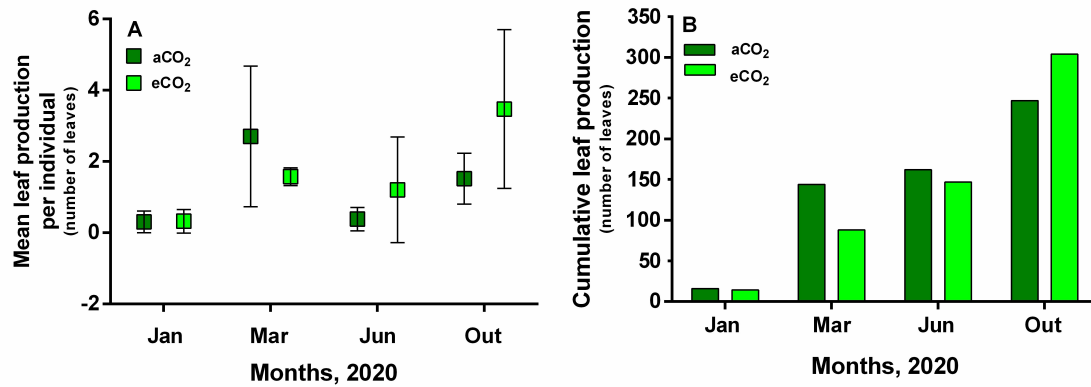 A
aCO₂
eCO₂
Mean leaf production
per individual
(number of leaves)
6
4
2
0
-2
Jan Mar Jun Out
Months, 2020
B
aCO₂
eCO₂
Cumulative leaf production
(number of leaves)
350
300
250
200
150
100
50
0
Jan Mar Jun Out
Months, 2020